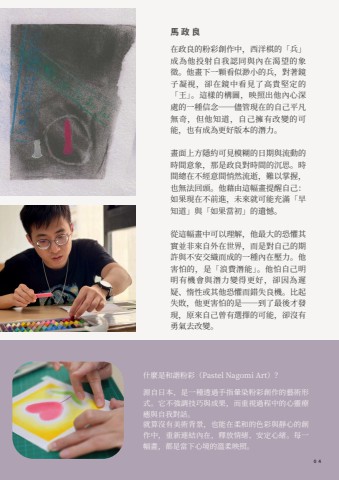 馬政良
在政良的粉彩創作中，西洋棋的「兵」
成為他投射自我認同與內在渴望的象
徵。他畫下一顆看似渺小的兵，對著鏡
子凝視，卻在鏡中看見了高貴堅定的
「王」。這樣的構圖，映照出他內心深
處的一種信念——儘管現在的自己平凡
無奇，但他知道，自己擁有改變的可
能，也有成為更好版本的潛力。
畫面上方隱約可見模糊的日期與流動的
時間意象，那是政良對時間的沉思。時
間總在不經意間悄然流逝，難以掌握，
也無法回頭。他藉由這幅畫提醒自己：
如果現在不前進，未來就可能充滿「早
知道」與「如果當初」的遺憾。
從這幅畫中可以理解，他最大的恐懼其
實並非來自外在世界，而是對自己的期
許與不安交織而成的一種內在壓力。他
害怕的，是「浪費潛能」。他怕自己明
明有機會與潛力變得更好，卻因為遲
疑、惰性或其他恐懼而錯失良機。比起
失敗，他更害怕的是——到了最後才發
現，原來自己曾有選擇的可能，卻沒有
勇氣去改變。
什麼是和諧粉彩（Pastel Nagomi Art）？
源自日本，是一種透過手指暈染粉彩創作的藝術形
式。它不強調技巧與成果，而重視過程中的心靈療
癒與自我對話。
就算沒有美術背景，也能在柔和的色彩與靜心的創
作中，重新連結內在，釋放情緒，安定心緒。每一
幅畫，都是當下心境的溫柔映照。